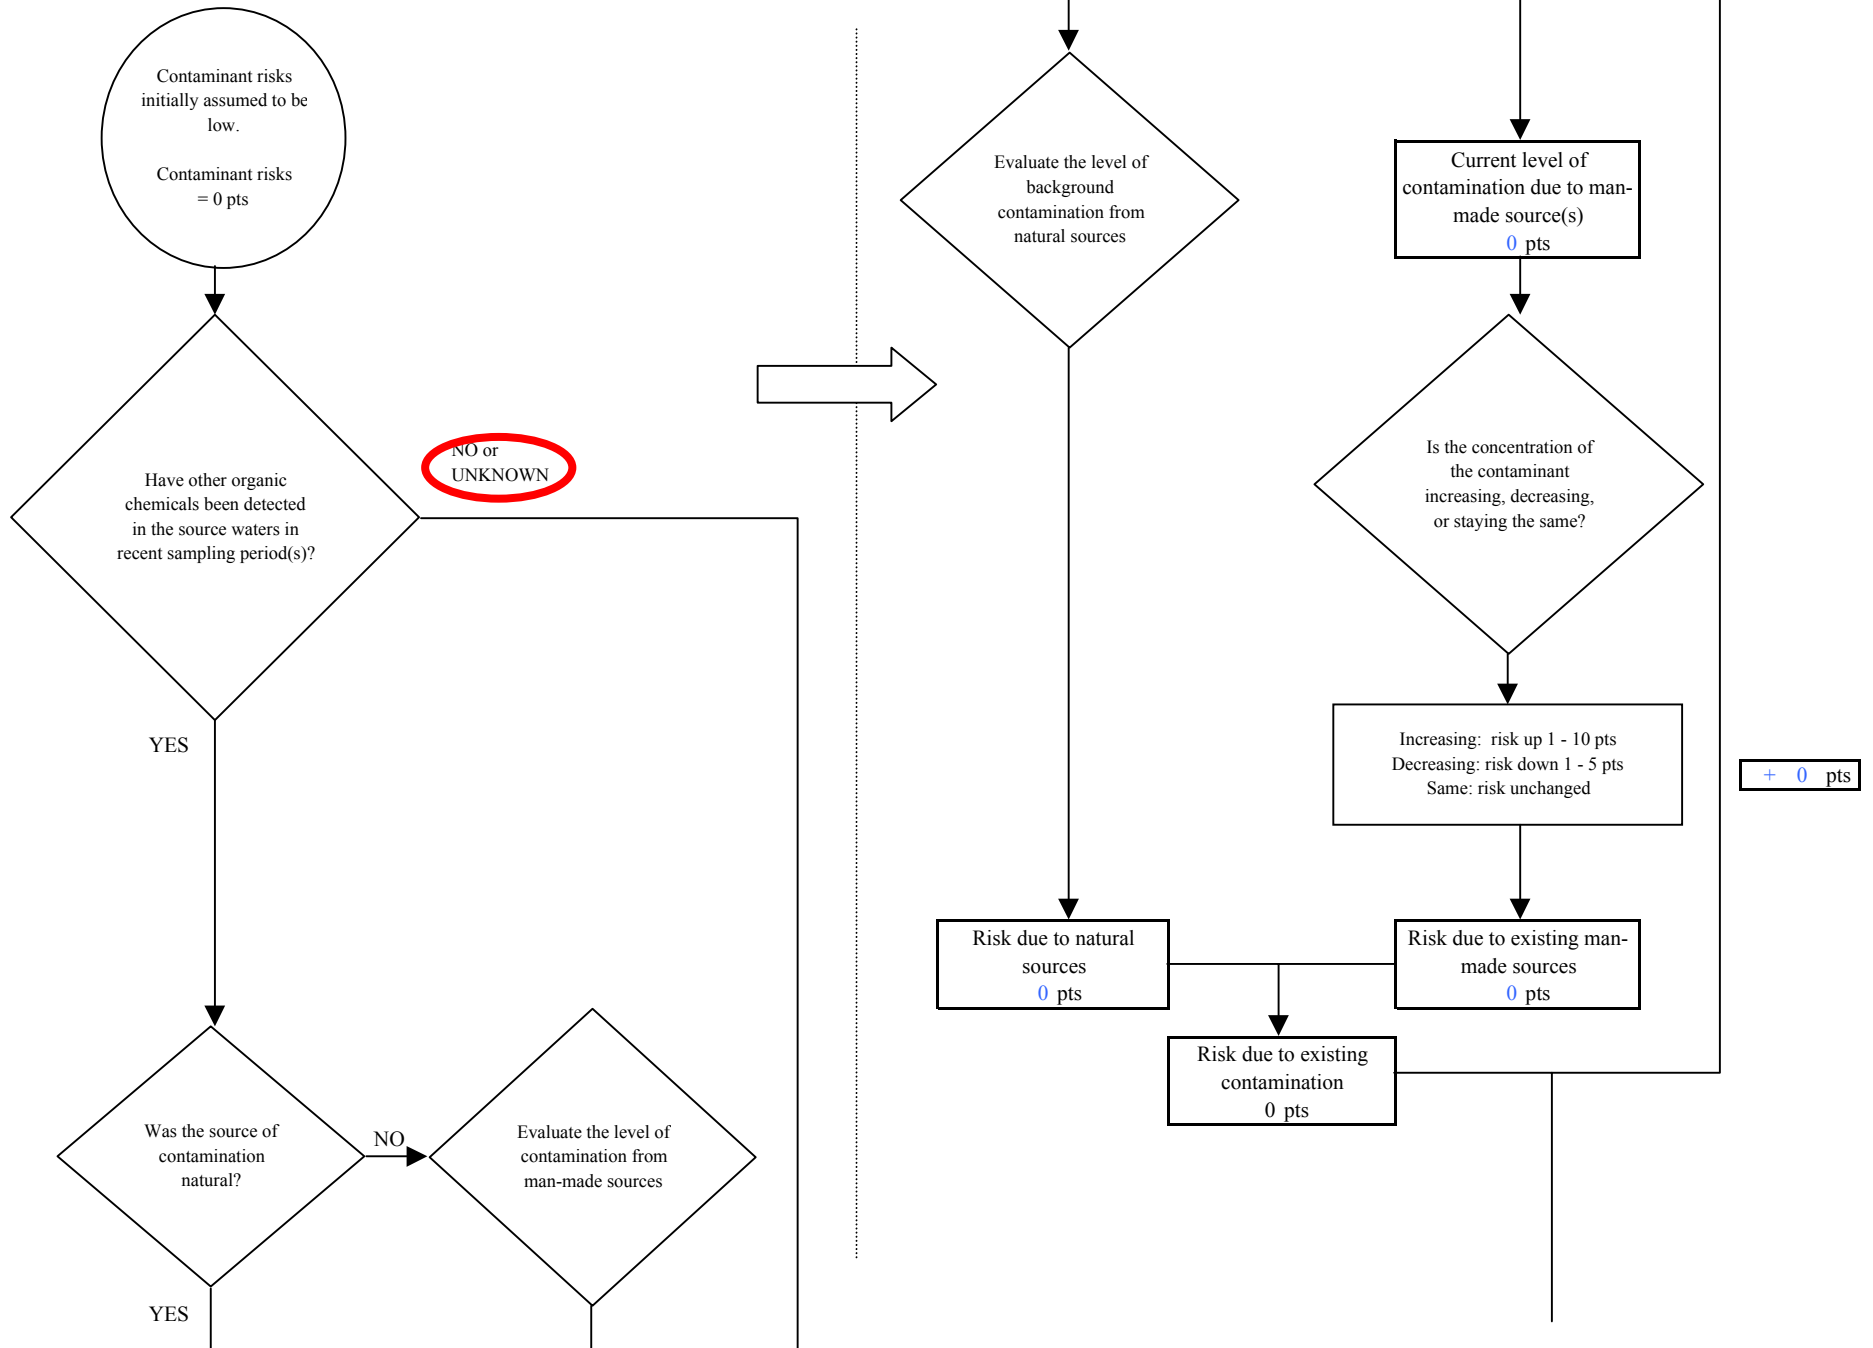 Contaminant risks
initially assumed to be
low.
Contaminant risks
= 0 pts
Have other organic
chemicals been detected
in the source waters in
recent sampling period(s)?
NO or
UNKNOWN
YES
Was the source of
contamination
natural?
NO
Evaluate the level of
contamination from
man-made sources
YES
Evaluate the level of
background
contamination from
natural sources
Current level of
contamination due to man-
made source(s)
0 pts
Is the concentration of
the contaminant
increasing, decreasing,
or staying the same?
Increasing: risk up 1 - 10 pts
Decreasing: risk down 1 - 5 pts
Same: risk unchanged
+ 0 pts
Risk due to natural
sources
0 pts
Risk due to existing man-
made sources
0 pts
Risk due to existing
contamination
0 pts